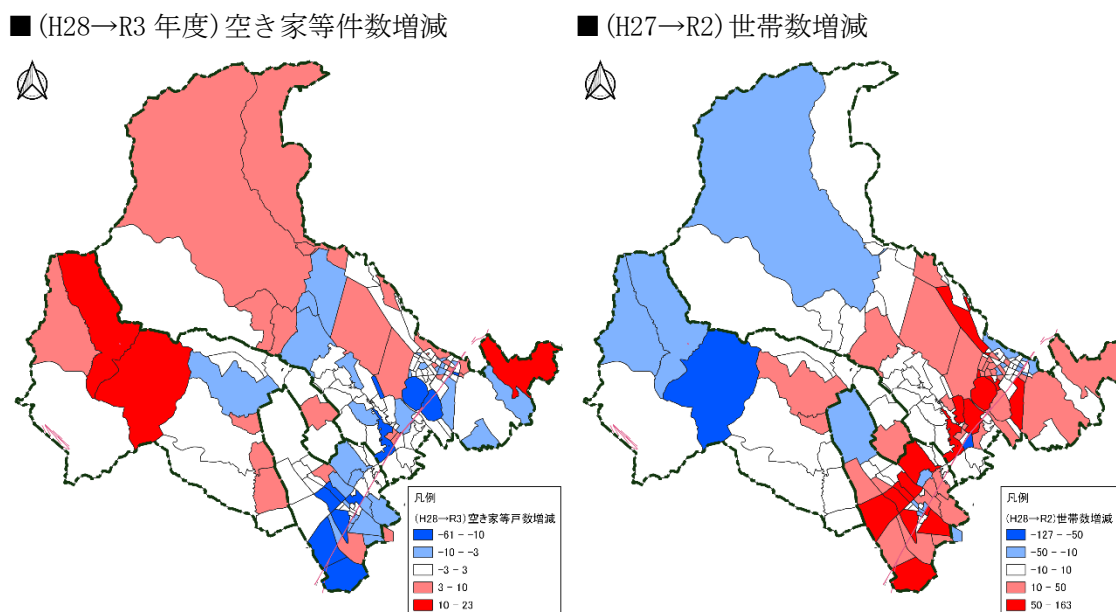 ■(H28→R3 年度)空き家等件数増減
■(H27→R2)世帯数増減
凡例
(H28→R3)空き家等戸数増減
-61 - -10
-10 - -3
-3 - 3
3 - 10
10 - 23
凡例
(H28→R2)世帯数増減
-127 - -50
-50 - -10
-10 - 10
10 - 50
50 - 163